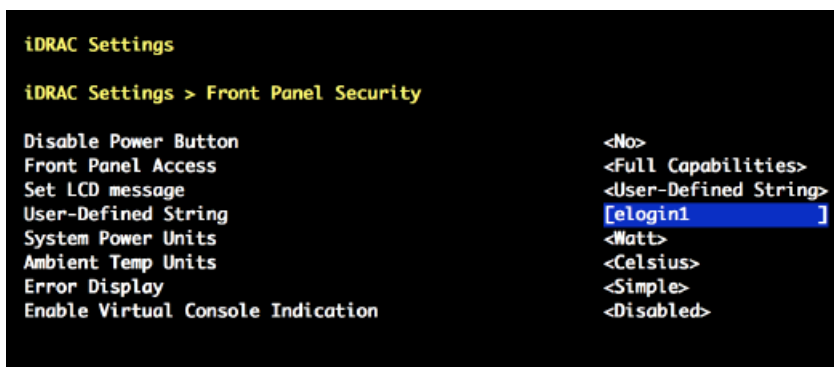 iDRAC Settings
iDRAC Settings > Front Panel Security
Disable Power Button <No>
Front Panel Access <Full Capabilities>
Set LCD message <User-Defined String>
User-Defined String [elogin1 ]
System Power Units <Watt>
Ambient Temp Units <Celsius>
Error Display <Simple>
Enable Virtual Console Indication <Disabled>